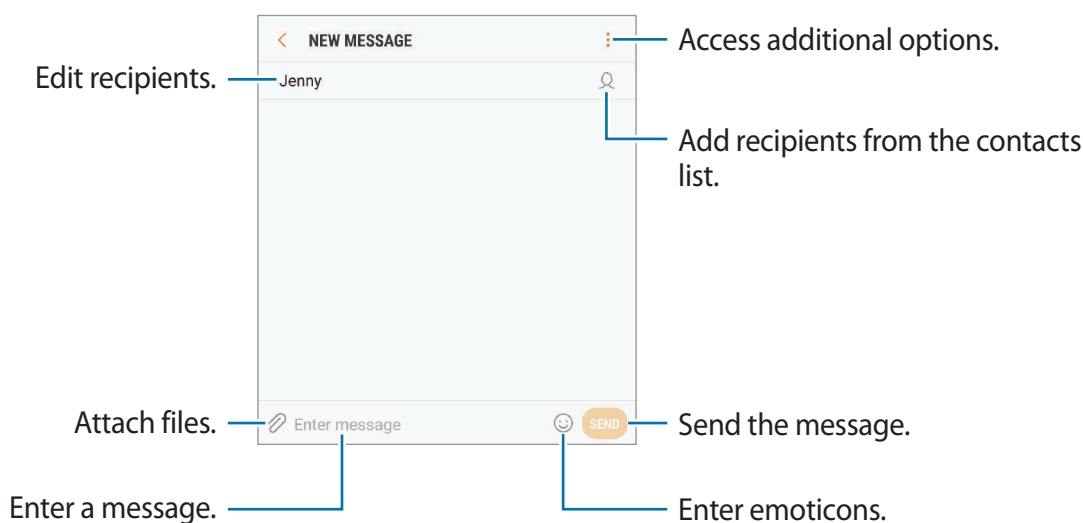 NEW MESSAGE
Access additional options.
Edit recipients.
Jenny
Add recipients from the contacts
list.
Attach files.
Enter message
SEND
Send the message.
Enter a message.
Enter emoticons.